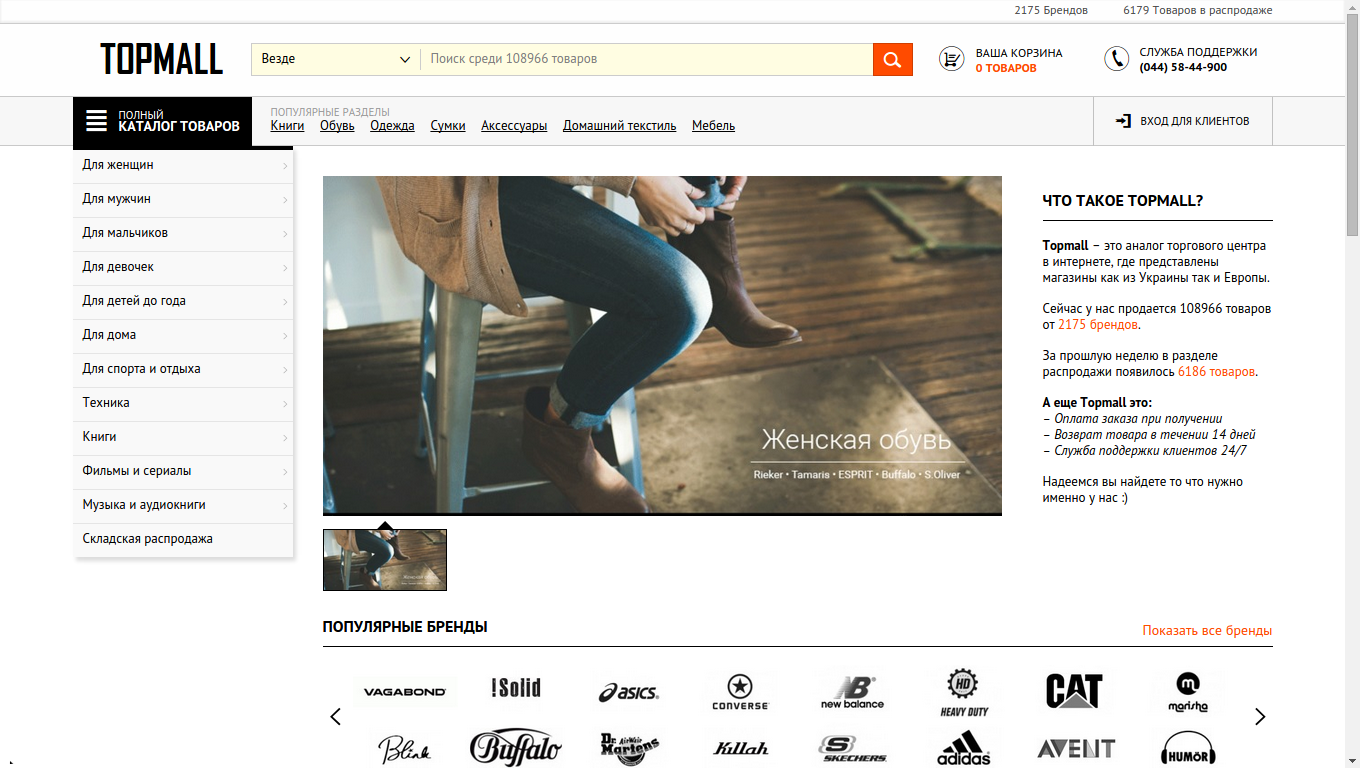 2175 Брендов
6179 Товаров в распродаже
TOPMALL
Везде
Поиск среди 108966 товаров
ВАША КОРЗИНА
0 ТОВАРОВ
СЛУЖБА ПОДДЕРЖКИ
(044) 58-44-900
ПОЛНЫЙ
КАТАЛОГ ТОВАРОВ
ПОПУЛЯРНЫЕ РАЗДЕЛЫ
Книги Обувь Одежда Сумки Аксессуары Домашний текстиль Мебель
ВХОД ДЛЯ КЛИЕНТОВ
Для женщин
Для мужчин
Для мальчиков
Для девочек
Для детей до года
Для дома
Для спорта и отдыха
Техника
Книги
Фильмы и сериалы
Музыка и аудиокниги
Складская распродажа
Женская обувь
Rieker • Tamaris • ESPRIT • Buffalo • S.Oliver
ЧТО ТАКОЕ TOPMALL?
Topmall – это аналог торгового центра
в интернете, где представлены
магазины как из Украины так и Европы.
Сейчас у нас продается 108966 товаров
от 2175 брендов.
За прошлую неделю в разделе
распродажи появилось 6186 товаров.
А еще Topmall это:
– Оплата заказа при получении
– Возврат товара в течении 14 дней
– Служба поддержки клиентов 24/7
Надеемся вы найдете то что нужно
именно у нас :)
Женская обувь
ПОПУЛЯРНЫЕ БРЕНДЫ
Показать все бренды
VAGABOND
!Solid
asics
CONVERSE
NB
new balance
HD
HEAVY DUTY
CAT
m
marisha
Blink
Buffalo
Dr. AirWair
Martens
Killah
S
SKECHERS
adidas
AVENT
HUMÖR